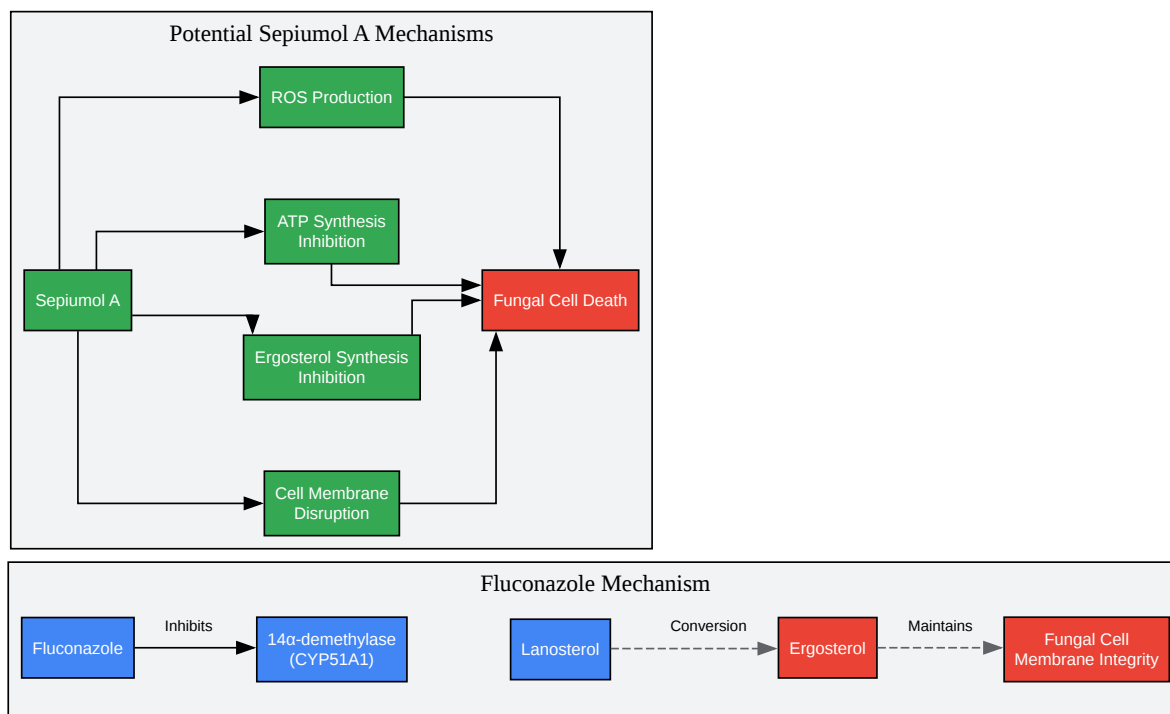 Potential Sepiumol A Mechanisms
ROS Production
ATP Synthesis
Inhibition
Sepiumol A
Fungal Cell Death
Ergosterol Synthesis
Inhibition
Cell Membrane
Disruption
Fluconazole Mechanism
Fluconazole
Inhibits
14α-demethylase
(CYP51A1)
Lanosterol
Conversion
Ergosterol
Maintains
Fungal Cell
Membrane Integrity